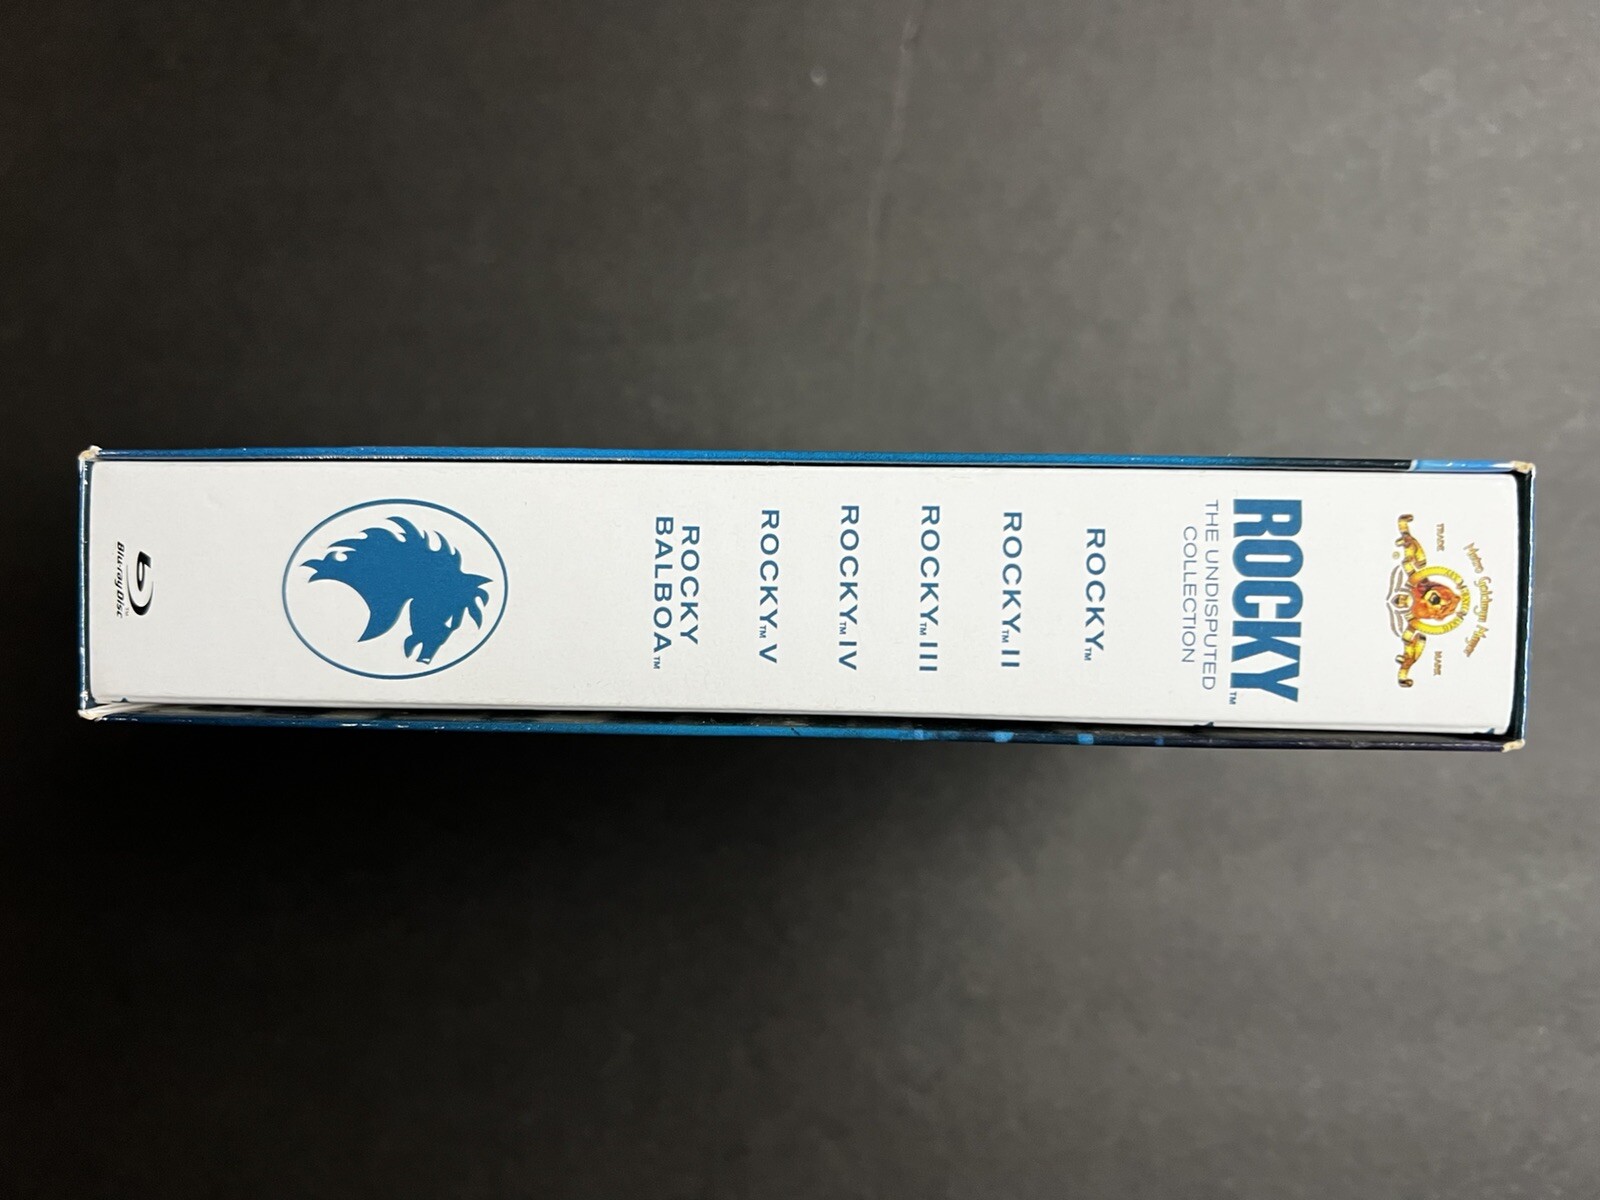 Metro Goldwyn Mayer
TRADE MARK
®
ROCKY™
THE UNDISPUTED
COLLECTION
ROCKY™
ROCKY™ II
ROCKY™ III
ROCKY™ IV
ROCKY™ V
ROCKY
BALBOA™
Blu-ray Disc™